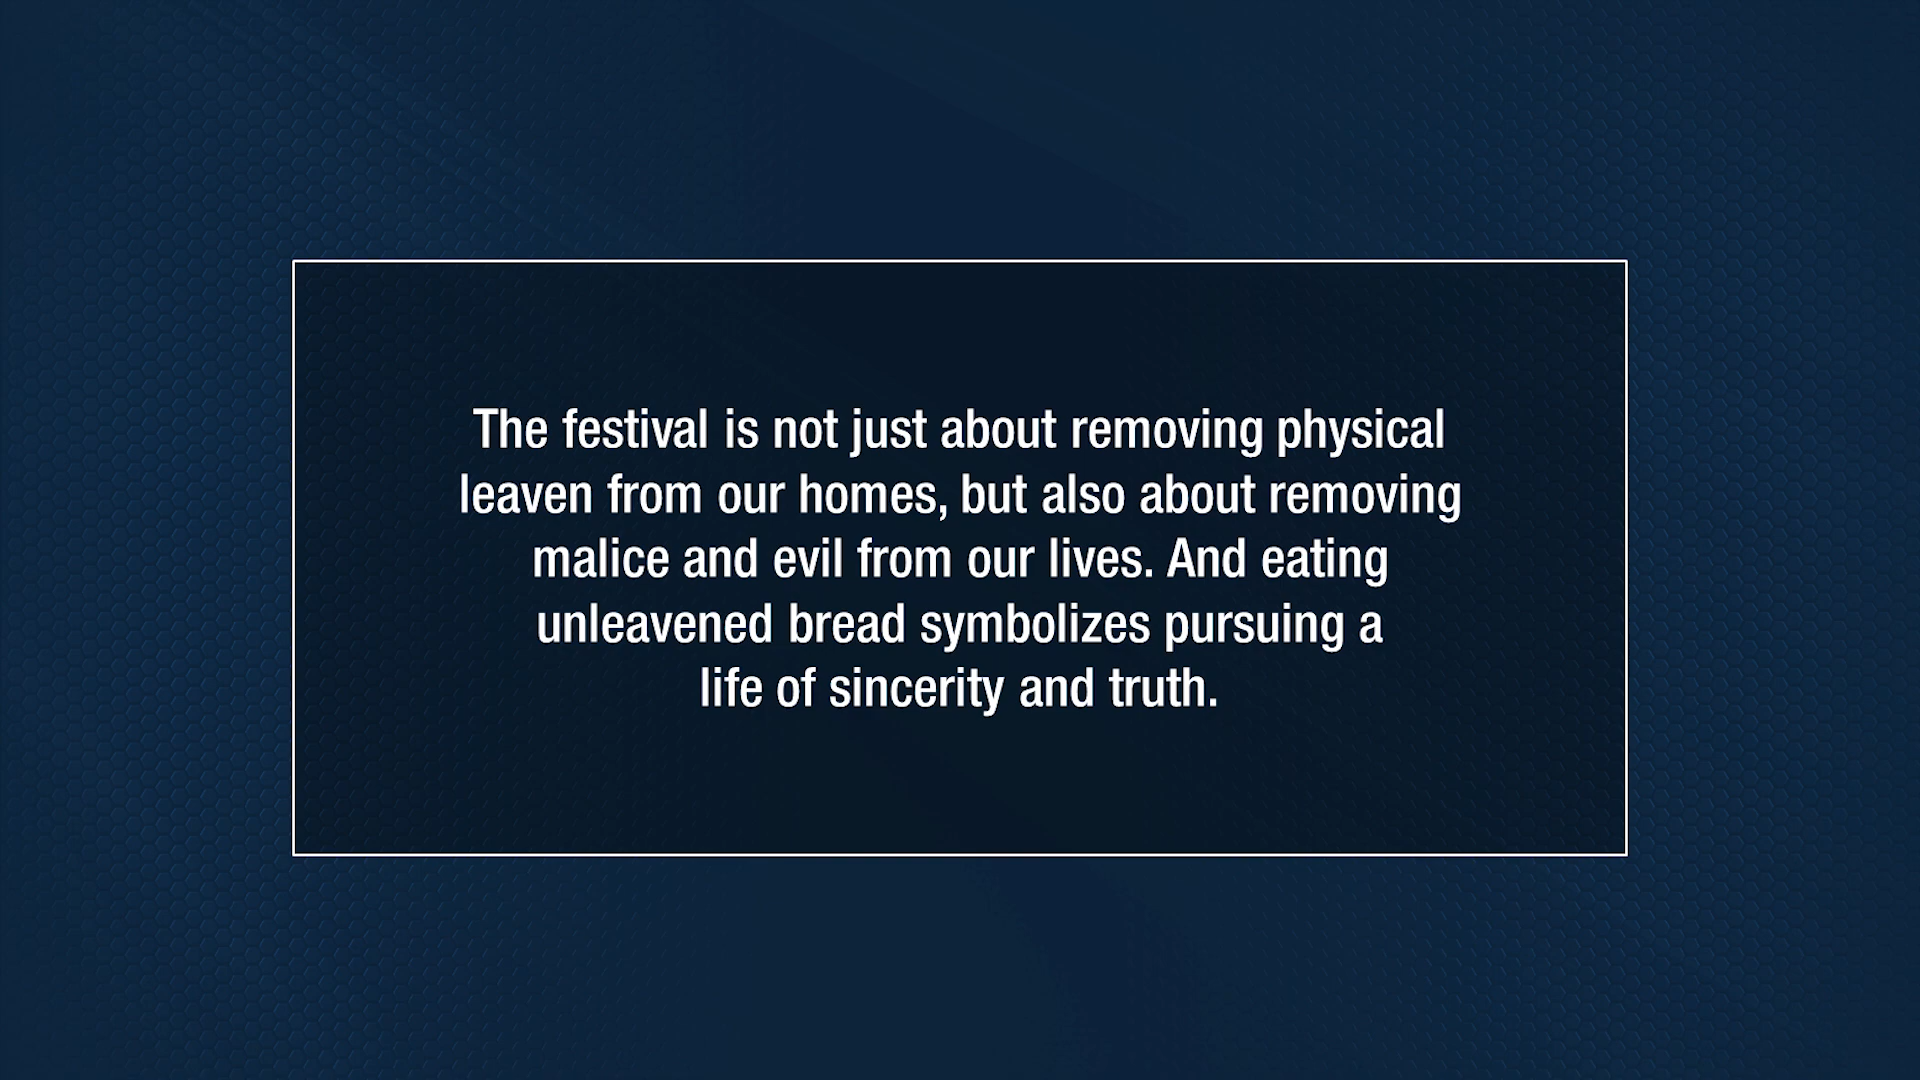 The festival is not just about removing physical
leaven from our homes, but also about removing
malice and evil from our lives. And eating
unleavened bread symbolizes pursuing a
life of sincerity and truth.